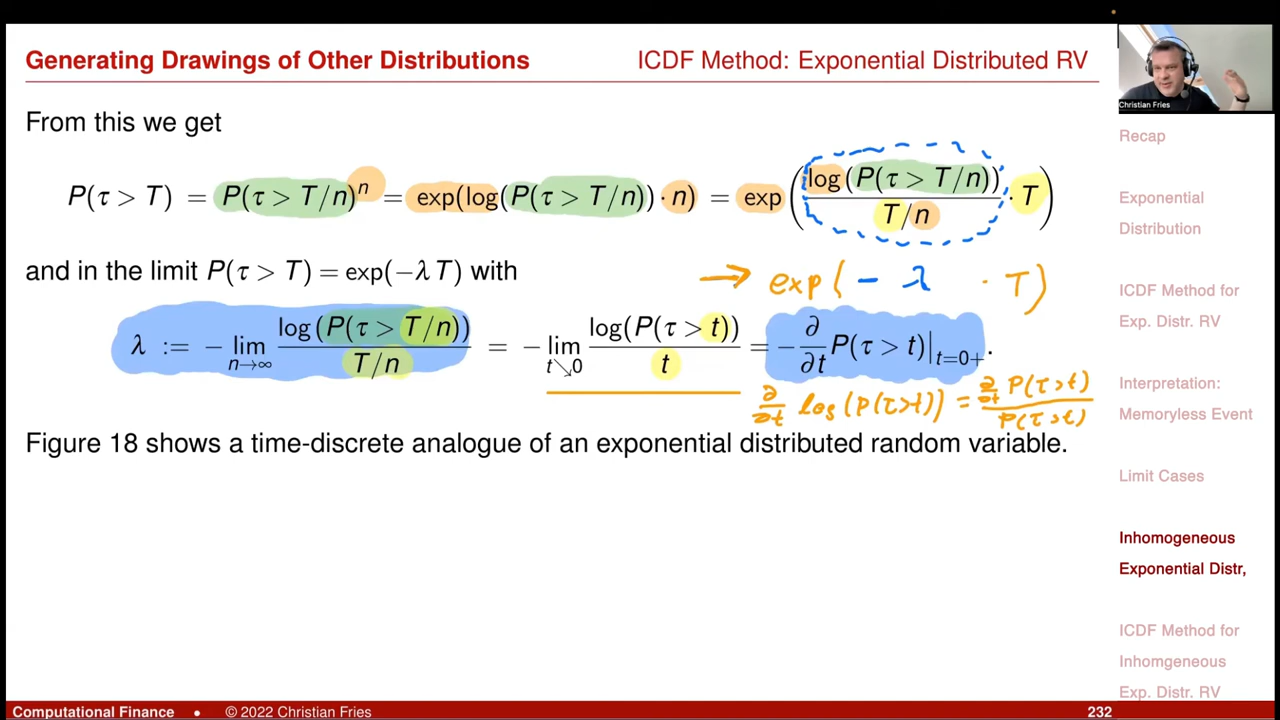 Generating Drawings of Other Distributions
ICDF Method: Exponential Distributed RV
Christian Fries
From this we get
P(τ > T) = P(τ > T/n)^n = exp(log(P(τ > T/n)) · n) = exp( log(P(τ > T/n)) / T/n · T )
and in the limit P(τ > T) = exp(−λ T) with
→ exp( − λ · T )
λ := − lim n→∞ log(P(τ > T/n)) / T/n = − lim t↘0 log(P(τ > t)) / t = − ∂/∂t P(τ > t)|t=0+ .
∂/∂t log(P(τ>t)) = ∂/∂t P(τ>t) / P(τ>t)
Figure 18 shows a time-discrete analogue of an exponential distributed random variable.
Recap
Exponential
Distribution
ICDF Method for
Exp. Distr. RV
Interpretation:
Memoryless Event
Limit Cases
Inhomogeneous
Exponential Distr,
ICDF Method for
Inhomgeneous
Exp. Distr. RV
Computational Finance • © 2022 Christian Fries 232